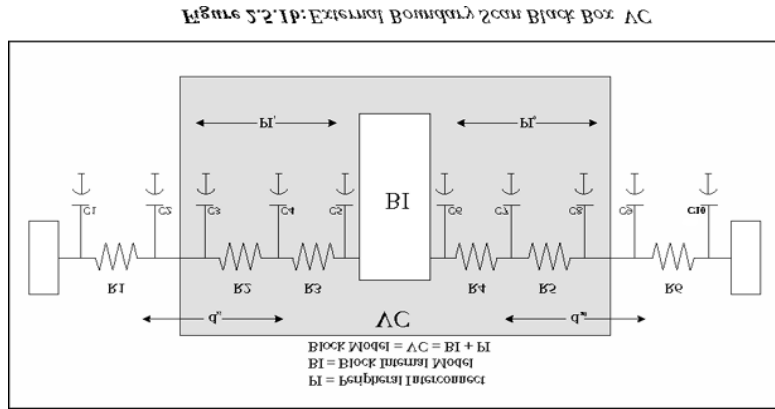 PI = Peripheral Interconnect
BI = Block Internal Model
Block Model = VC = BI + PI
VC
R1 R2 R3 R4 R5 R6
C1 C2 C3 C4 C5 C6 C7 C8 C9 C10
BI
Figure 2.5.1b: External Boundary Scan Black Box VC